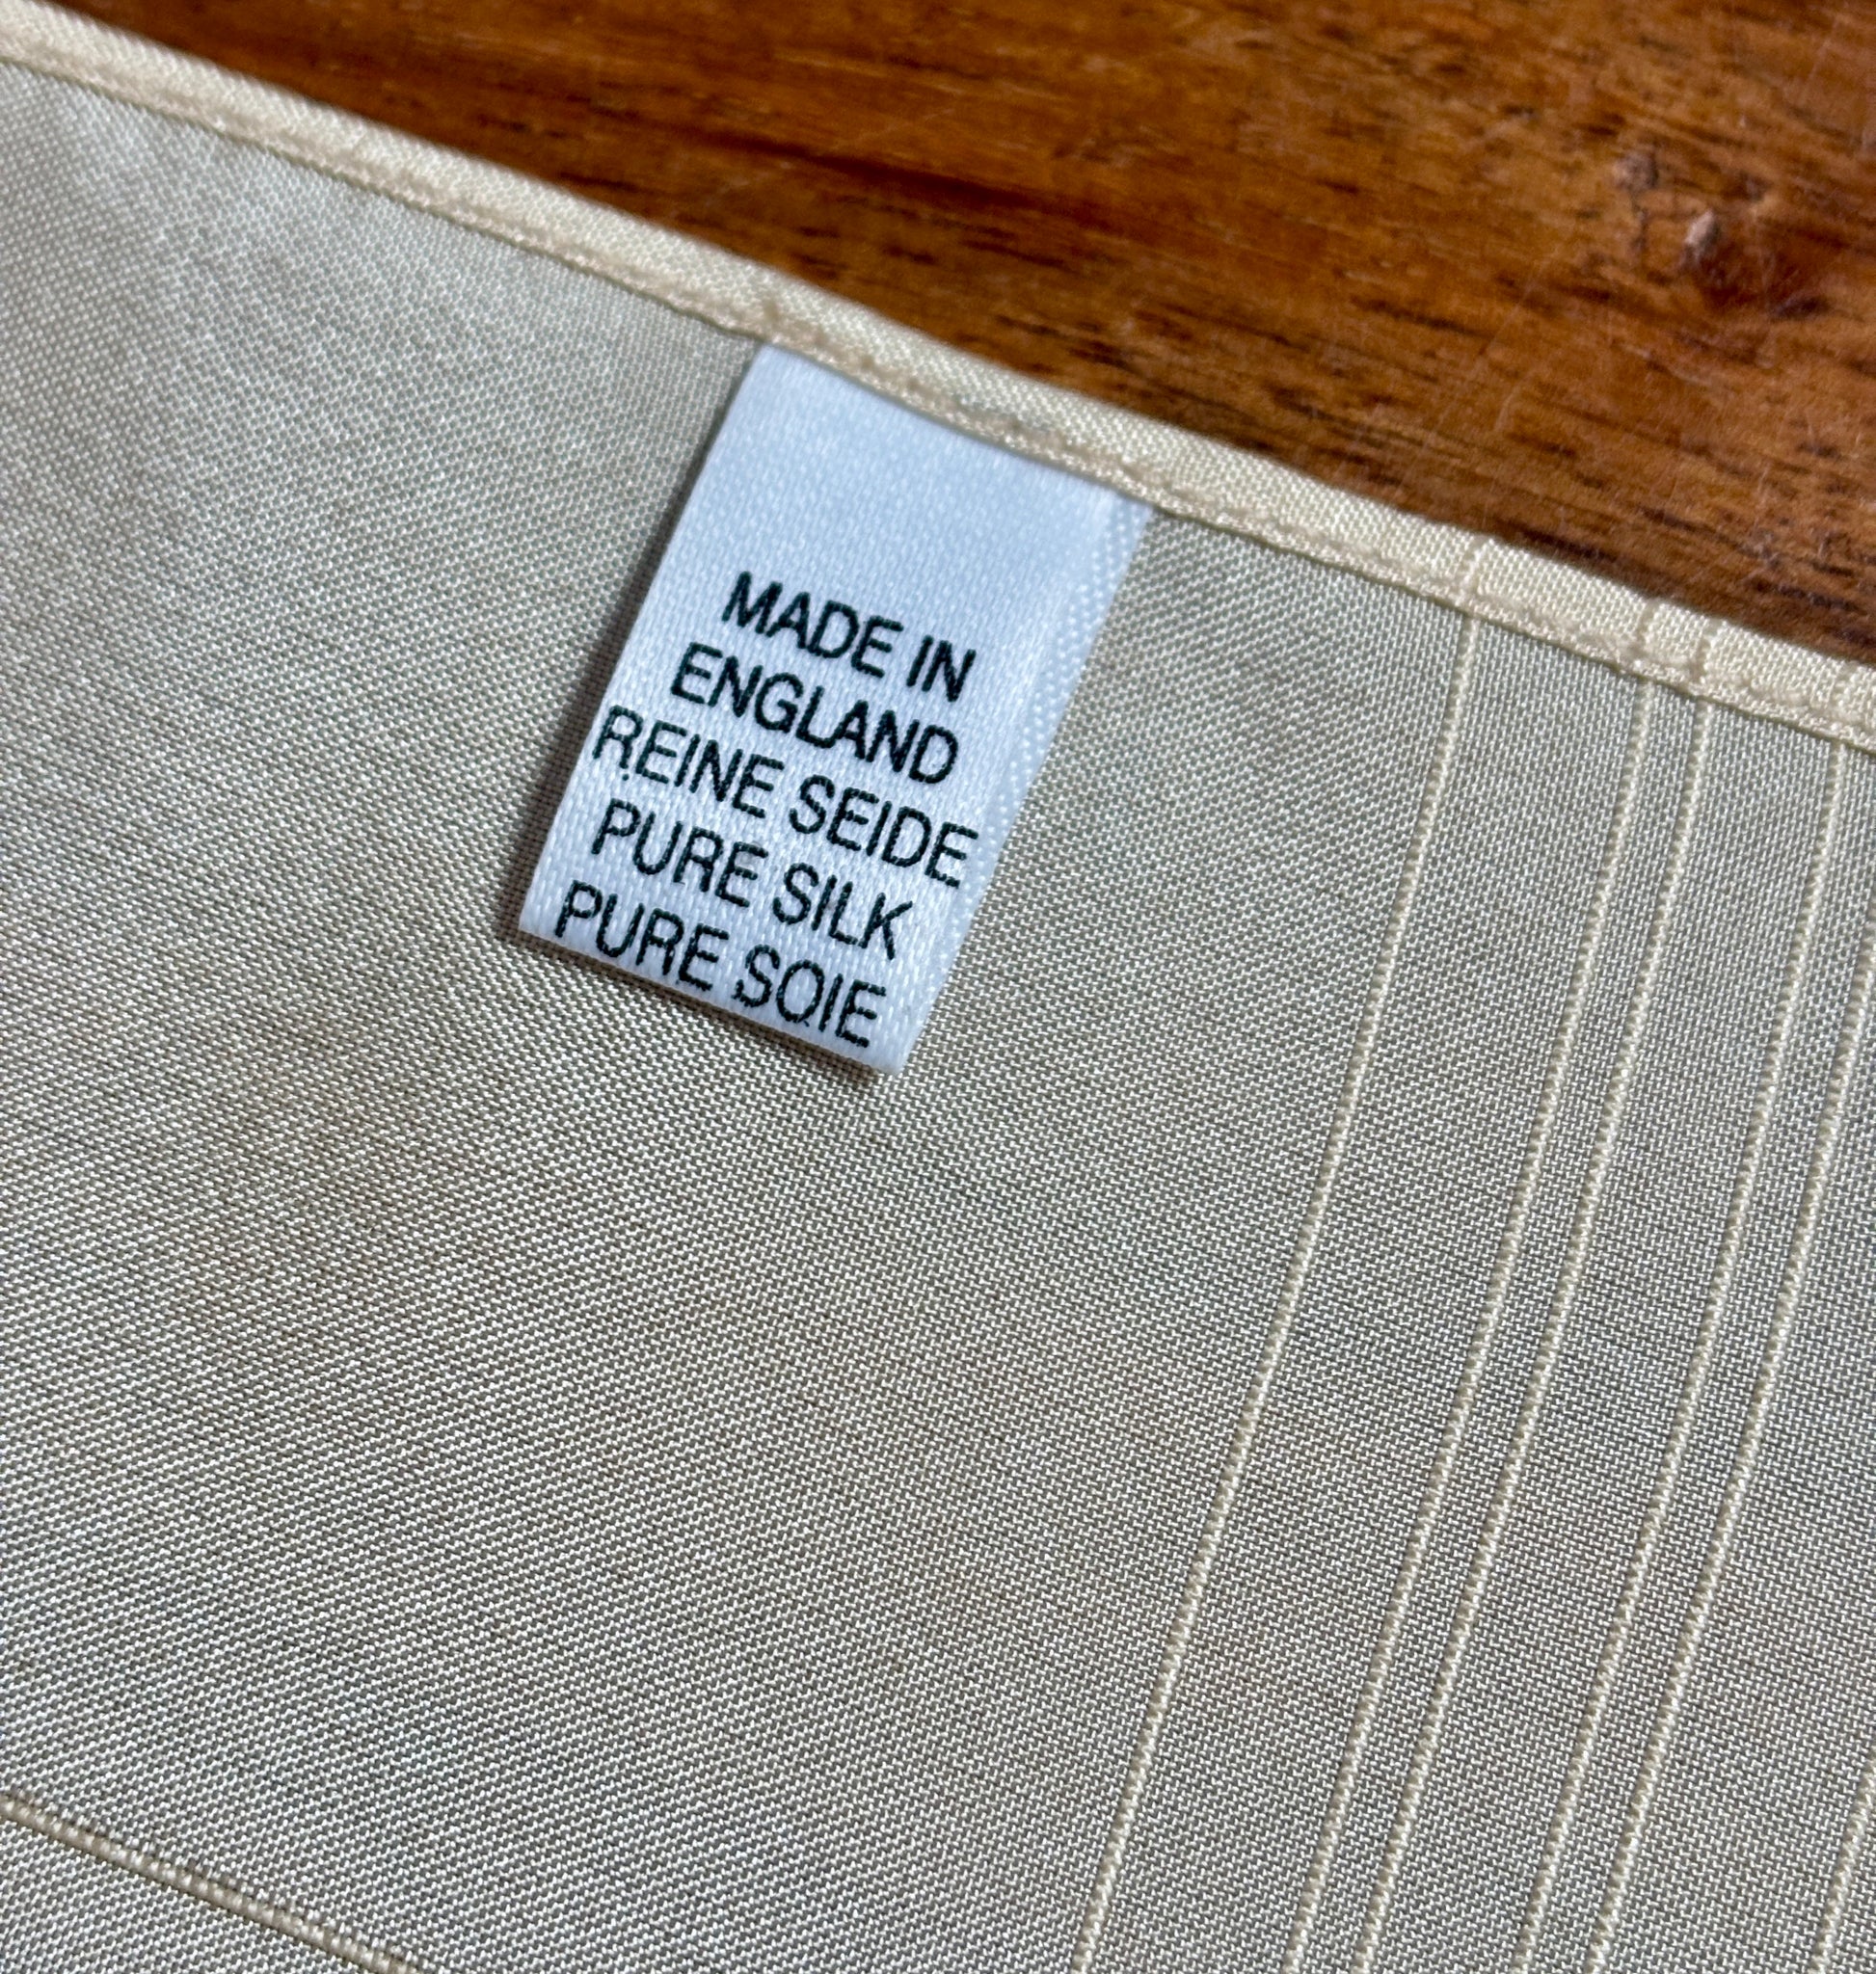 MADE IN
ENGLAND
REINE SEIDE
PURE SILK
PURE SOIE